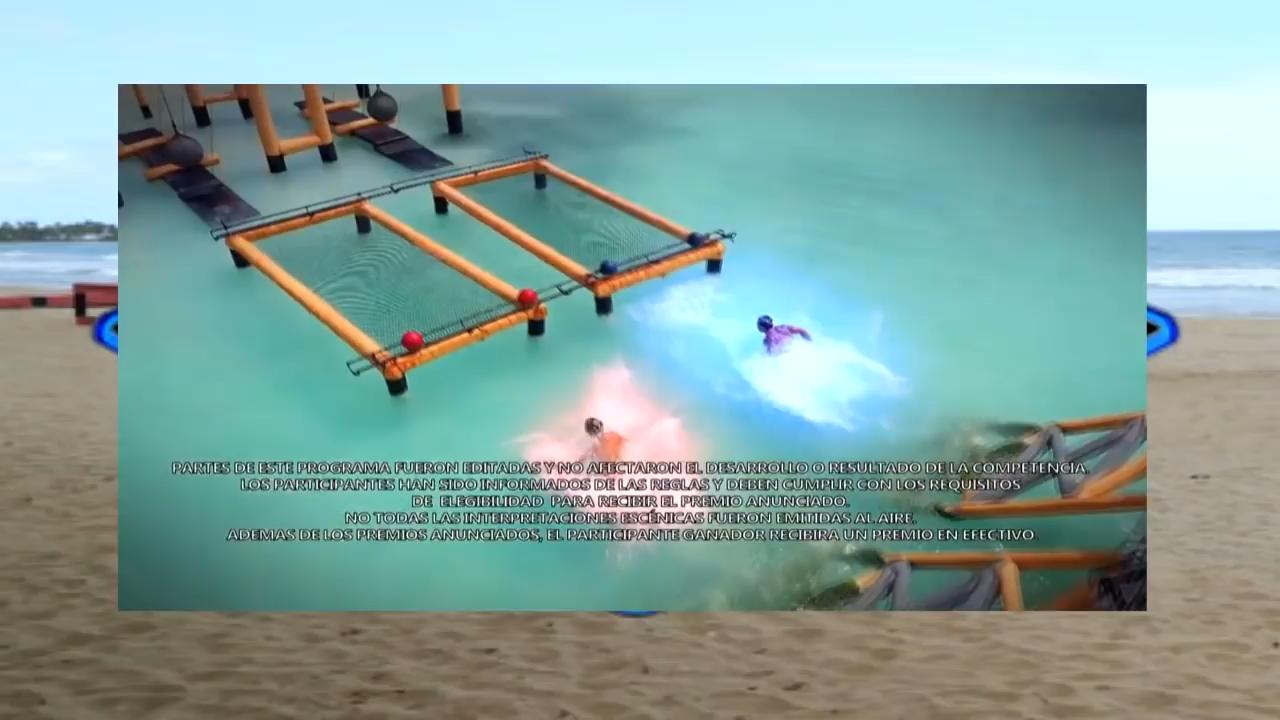 PARTES DE ESTE PROGRAMA FUERON EDITADAS Y NO AFECTARON EL DESARROLLO O RESULTADO DE LA COMPETENCIA.
LOS PARTICIPANTES HAN SIDO INFORMADOS DE LAS REGLAS Y DEBEN CUMPLIR CON LOS REQUISITOS
DE ELEGIBILIDAD PARA RECIBIR EL PREMIO ANUNCIADO.
NO TODAS LAS INTERPRETACIONES ESCÉNICAS FUERON EMITIDAS AL AIRE.
ADEMAS DE LOS PREMIOS ANUNCIADOS, EL PARTICIPANTE GANADOR RECIBIRA UN PREMIO EN EFECTIVO.